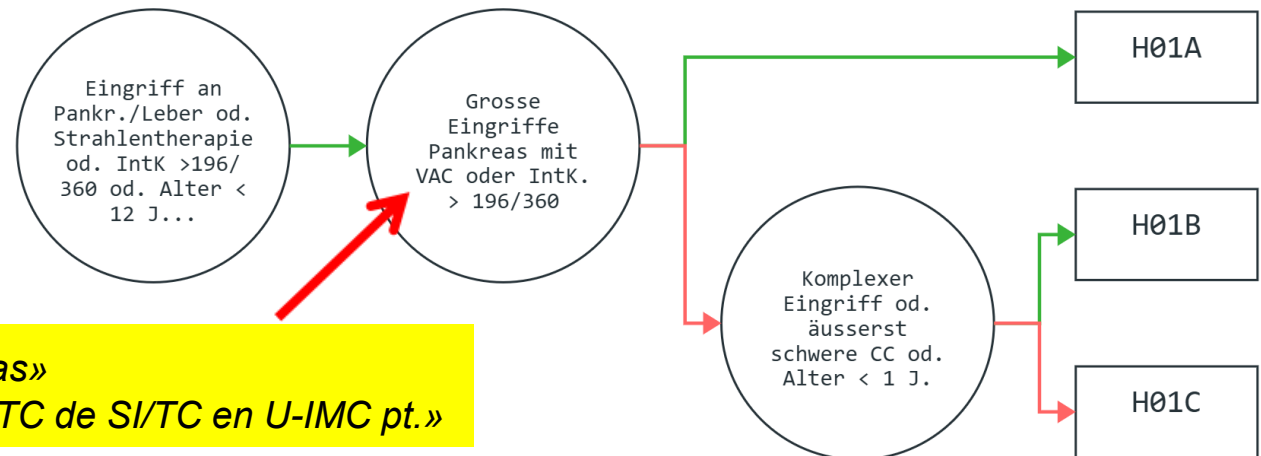 Eingriff an
Pankr./Leber od.
Strahlentherapie
od. IntK >196/
360 od. Alter <
12 J...
Grosse
Eingriffe
Pankreas mit
VAC oder IntK.
> 196/360
H01A
H01B
Komplexer
Eingriff od.
äusserst
schwere CC od.
Alter < 1 J.
H01C
as»
TC de SI/TC en U-IMC pt.»